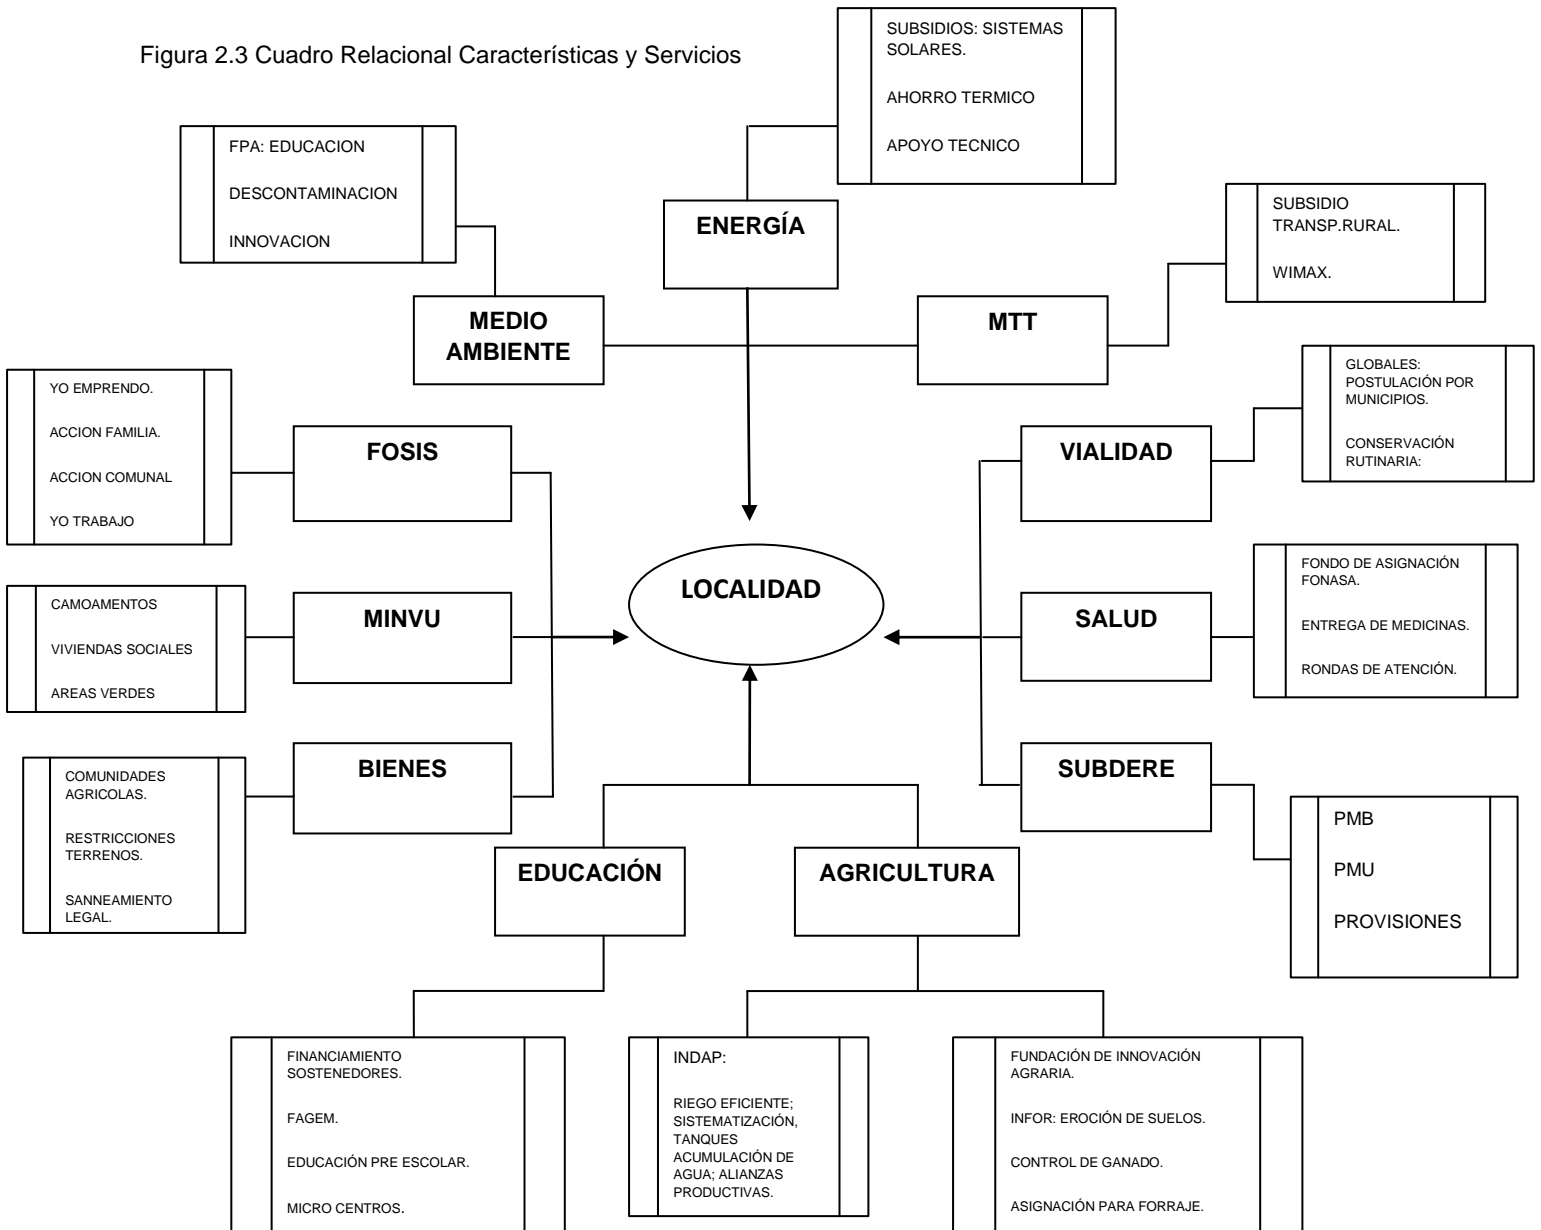 Figura 2.3 Cuadro Relacional Características y Servicios
SUBSIDIOS: SISTEMAS
SOLARES.
AHORRO TERMICO
APOYO TECNICO
FPA: EDUCACION
DESCONTAMINACION
INNOVACION
ENERGÍA
SUBSIDIO
TRANSP.RURAL.
WIMAX.
MEDIO
AMBIENTE
MTT
YO EMPRENDO.
ACCION FAMILIA.
ACCION COMUNAL
YO TRABAJO
FOSIS
VIALIDAD
GLOBALES:
POSTULACIÓN POR
MUNICIPIOS.
CONSERVACIÓN
RUTINARIA:
CAMOAMENTOS
VIVIENDAS SOCIALES
AREAS VERDES
MINVU
LOCALIDAD
SALUD
FONDO DE ASIGNACIÓN
FONASA.
ENTREGA DE MEDICINAS.
RONDAS DE ATENCIÓN.
COMUNIDADES
AGRICOLAS.
RESTRICCIONES
TERRENOS.
SANNEAMIENTO
LEGAL.
BIENES
SUBDERE
PMB
PMU
PROVISIONES
EDUCACIÓN
AGRICULTURA
FINANCIAMIENTO
SOSTENEDORES.
FAGEM.
EDUCACIÓN PRE ESCOLAR.
MICRO CENTROS.
INDAP:
RIEGO EFICIENTE;
SISTEMATIZACIÓN,
TANQUES
ACUMULACIÓN DE
AGUA; ALIANZAS
PRODUCTIVAS.
FUNDACIÓN DE INNOVACIÓN
AGRARIA.
INFOR: EROCIÓN DE SUELOS.
CONTROL DE GANADO.
ASIGNACIÓN PARA FORRAJE.